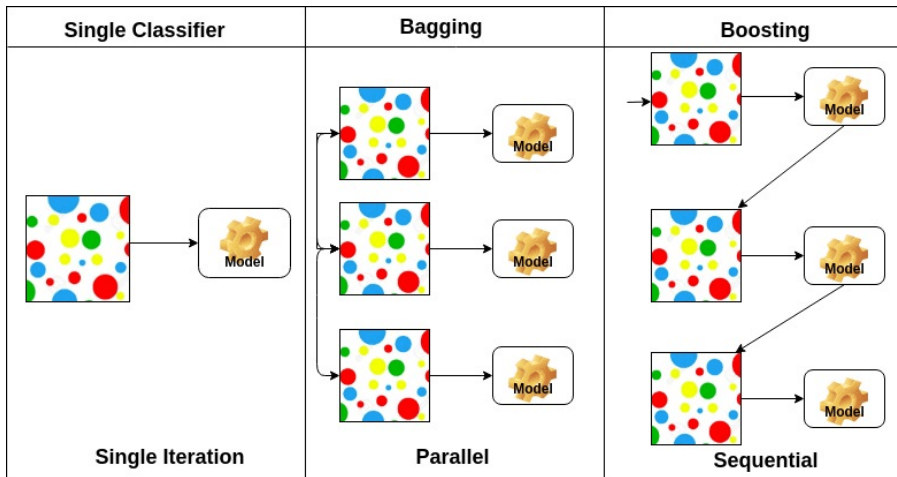 Single Classifier
Model
Single Iteration
Bagging
Model
Model
Model
Parallel
Boosting
Model
Model
Model
Sequential